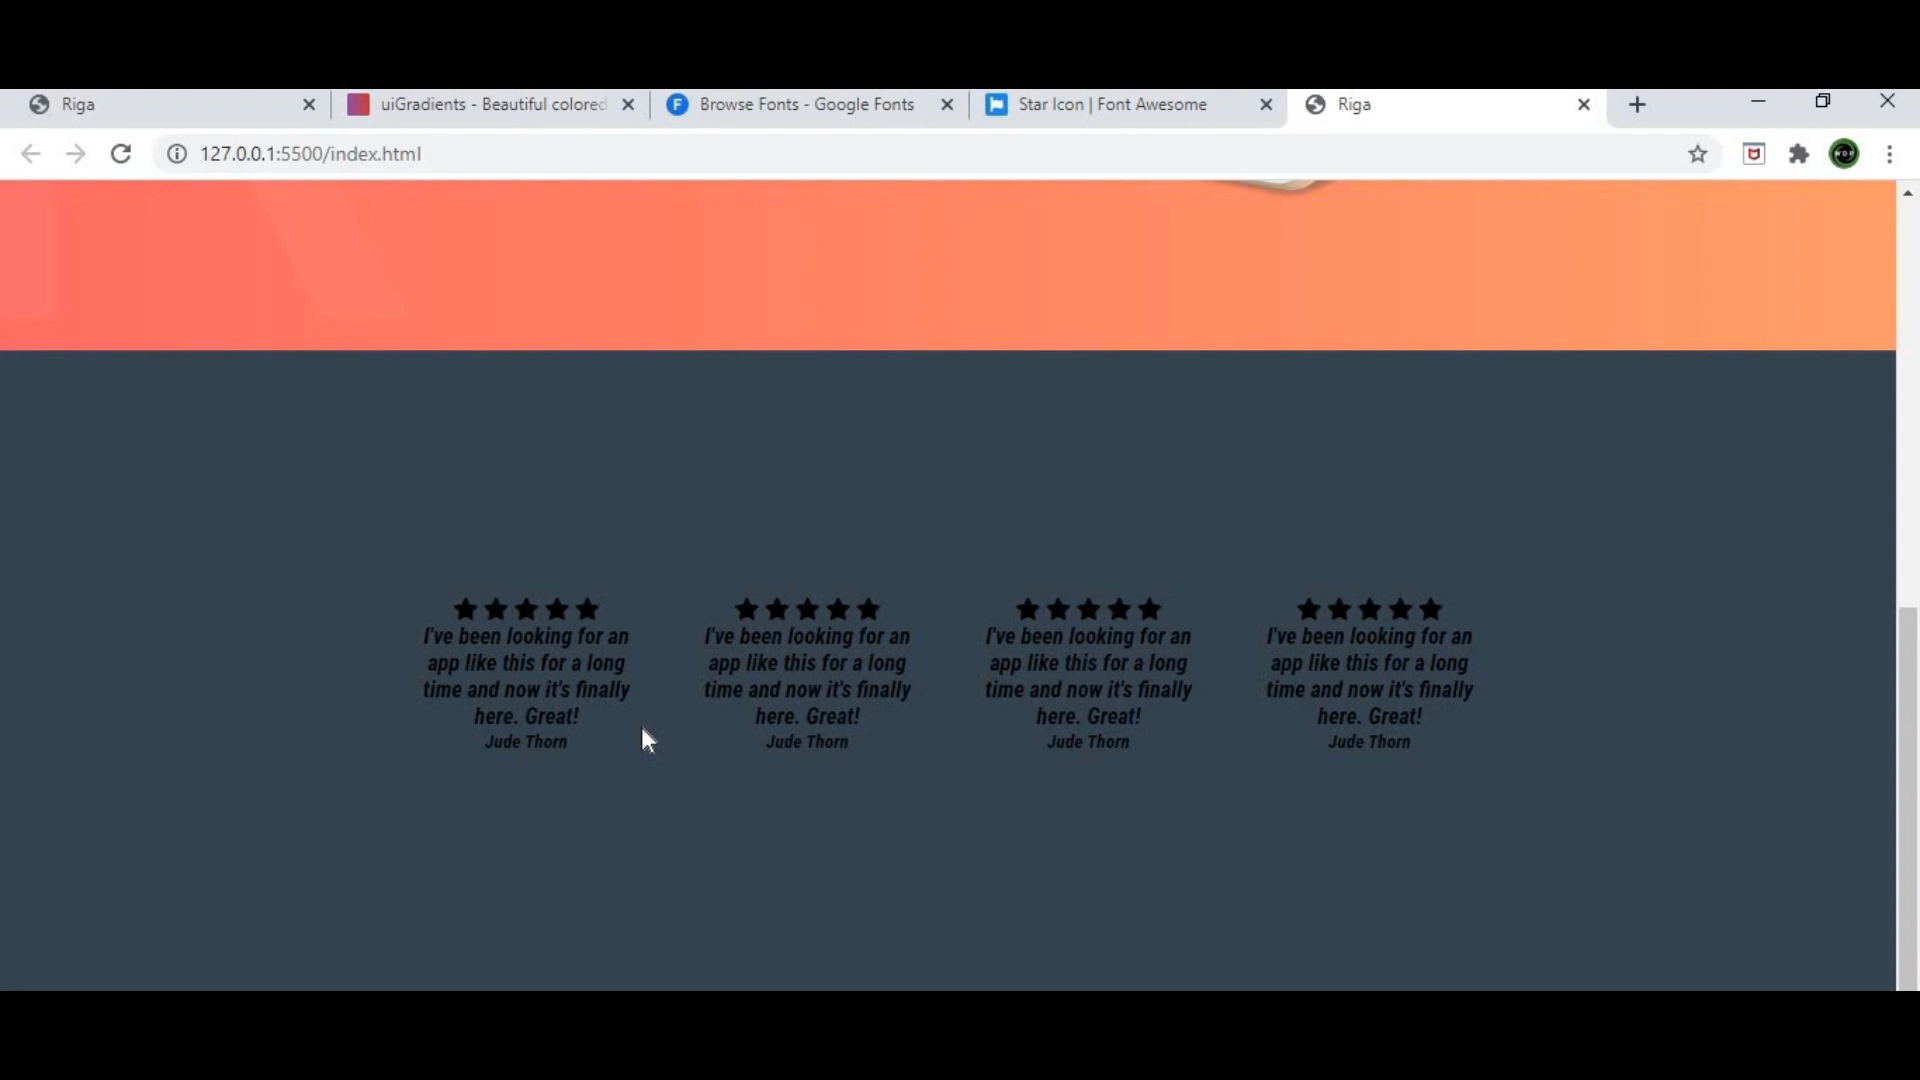 Riga
uiGradients - Beautiful colored
Browse Fonts - Google Fonts
Star Icon | Font Awesome
Riga
127.0.0.1:5500/index.html
I've been looking for an
app like this for a long
time and now it's finally
here. Great!
Jude Thorn
I've been looking for an
app like this for a long
time and now it's finally
here. Great!
Jude Thorn
I've been looking for an
app like this for a long
time and now it's finally
here. Great!
Jude Thorn
I've been looking for an
app like this for a long
time and now it's finally
here. Great!
Jude Thorn